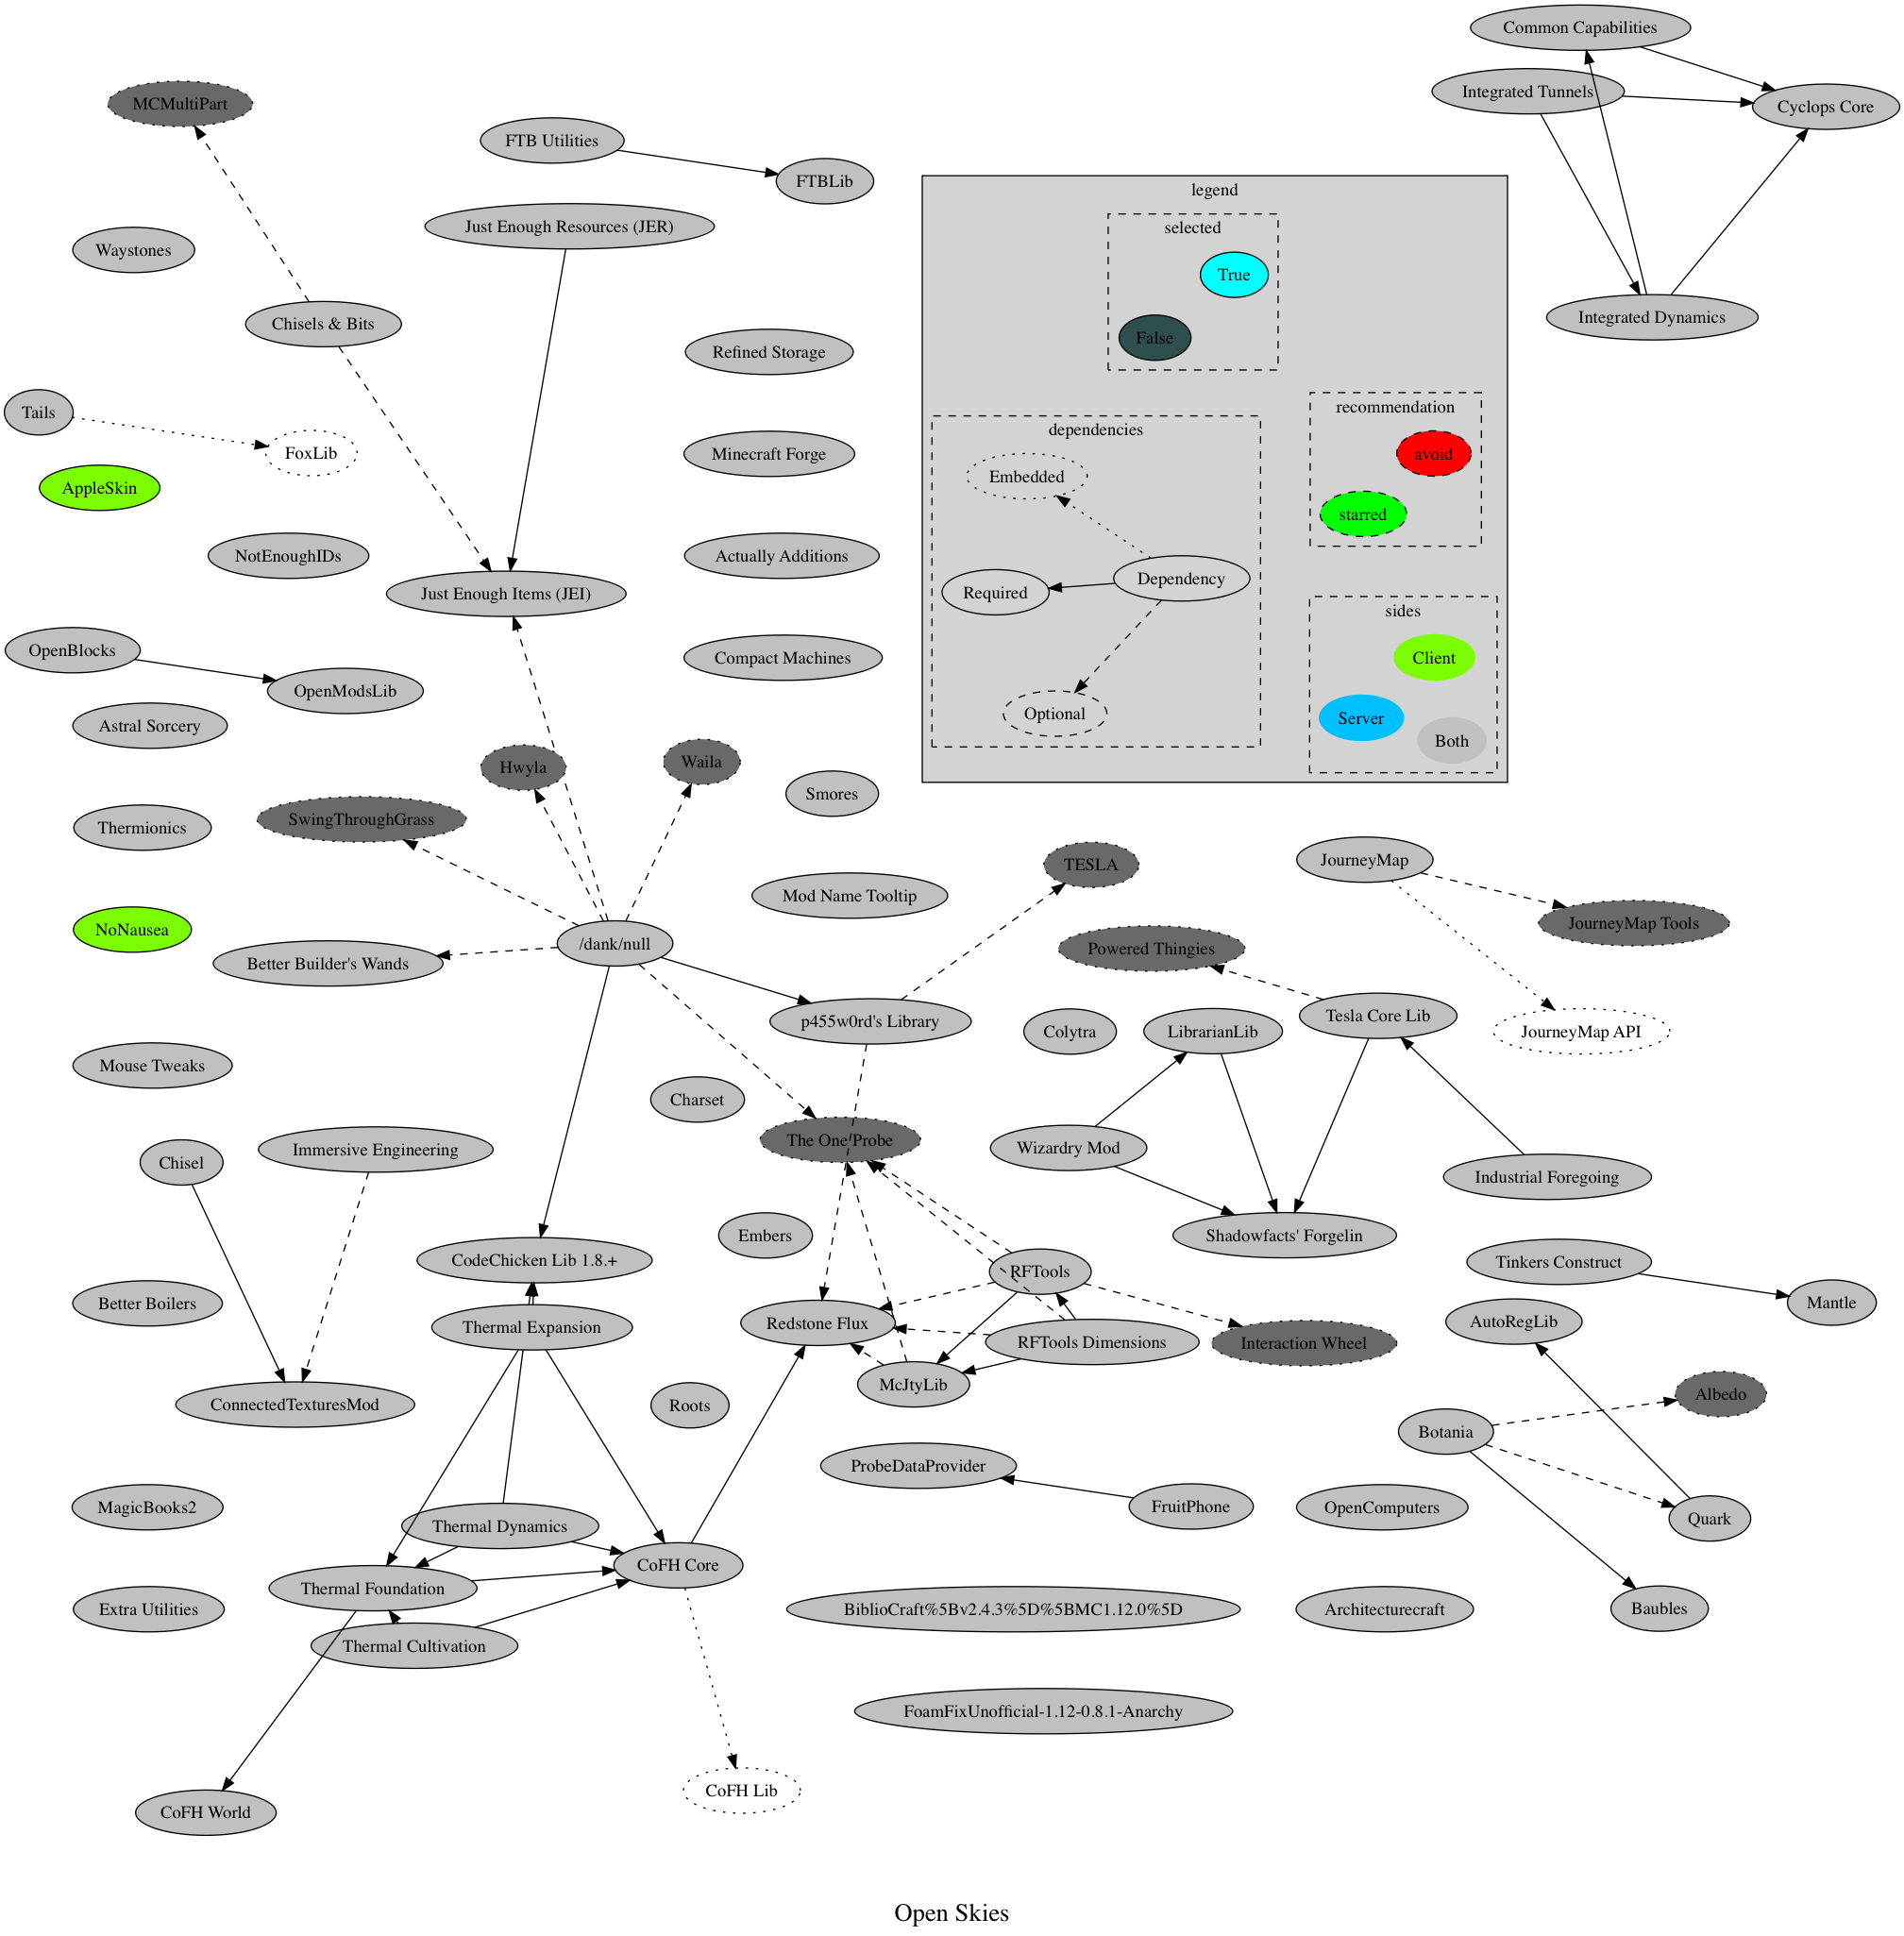 Common Capabilities
Integrated Tunnels
Cyclops Core
MCMultiPart
FTB Utilities
FTBLib
legend
selected
Just Enough Resources (JER)
Waystones
True
Integrated Dynamics
Chisels & Bits
False
Refined Storage
recommendation
Tails
dependencies
FoxLib
Minecraft Forge
avoid
Embedded
AppleSkin
starred
NotEnoughIDs
Actually Additions
Dependency
Just Enough Items (JEI)
Required
sides
OpenBlocks
Compact Machines
Client
OpenModsLib
Optional
Server
Astral Sorcery
Both
Hwyla
Waila
Smores
SwingThroughGrass
Thermionics
TESLA
JourneyMap
Mod Name Tooltip
JourneyMap Tools
NoNausea
/dank/null
Powered Thingies
Better Builder's Wands
p455w0rd's Library
Tesla Core Lib
Colytra
LibrarianLib
JourneyMap API
Mouse Tweaks
Charset
The One Probe
Wizardry Mod
Immersive Engineering
Chisel
Industrial Foregoing
Embers
Shadowfacts' Forgelin
CodeChicken Lib 1.8.+
Tinkers Construct
RFTools
Better Boilers
Mantle
Thermal Expansion
Redstone Flux
AutoRegLib
RFTools Dimensions
Interaction Wheel
McJtyLib
Albedo
ConnectedTexturesMod
Roots
Botania
ProbeDataProvider
MagicBooks2
FruitPhone
OpenComputers
Quark
Thermal Dynamics
CoFH Core
Thermal Foundation
Extra Utilities
BiblioCraft%5Bv2.4.3%5D%5BMC1.12.0%5D
Architecturecraft
Baubles
Thermal Cultivation
FoamFixUnofficial-1.12-0.8.1-Anarchy
CoFH Lib
CoFH World
Open Skies